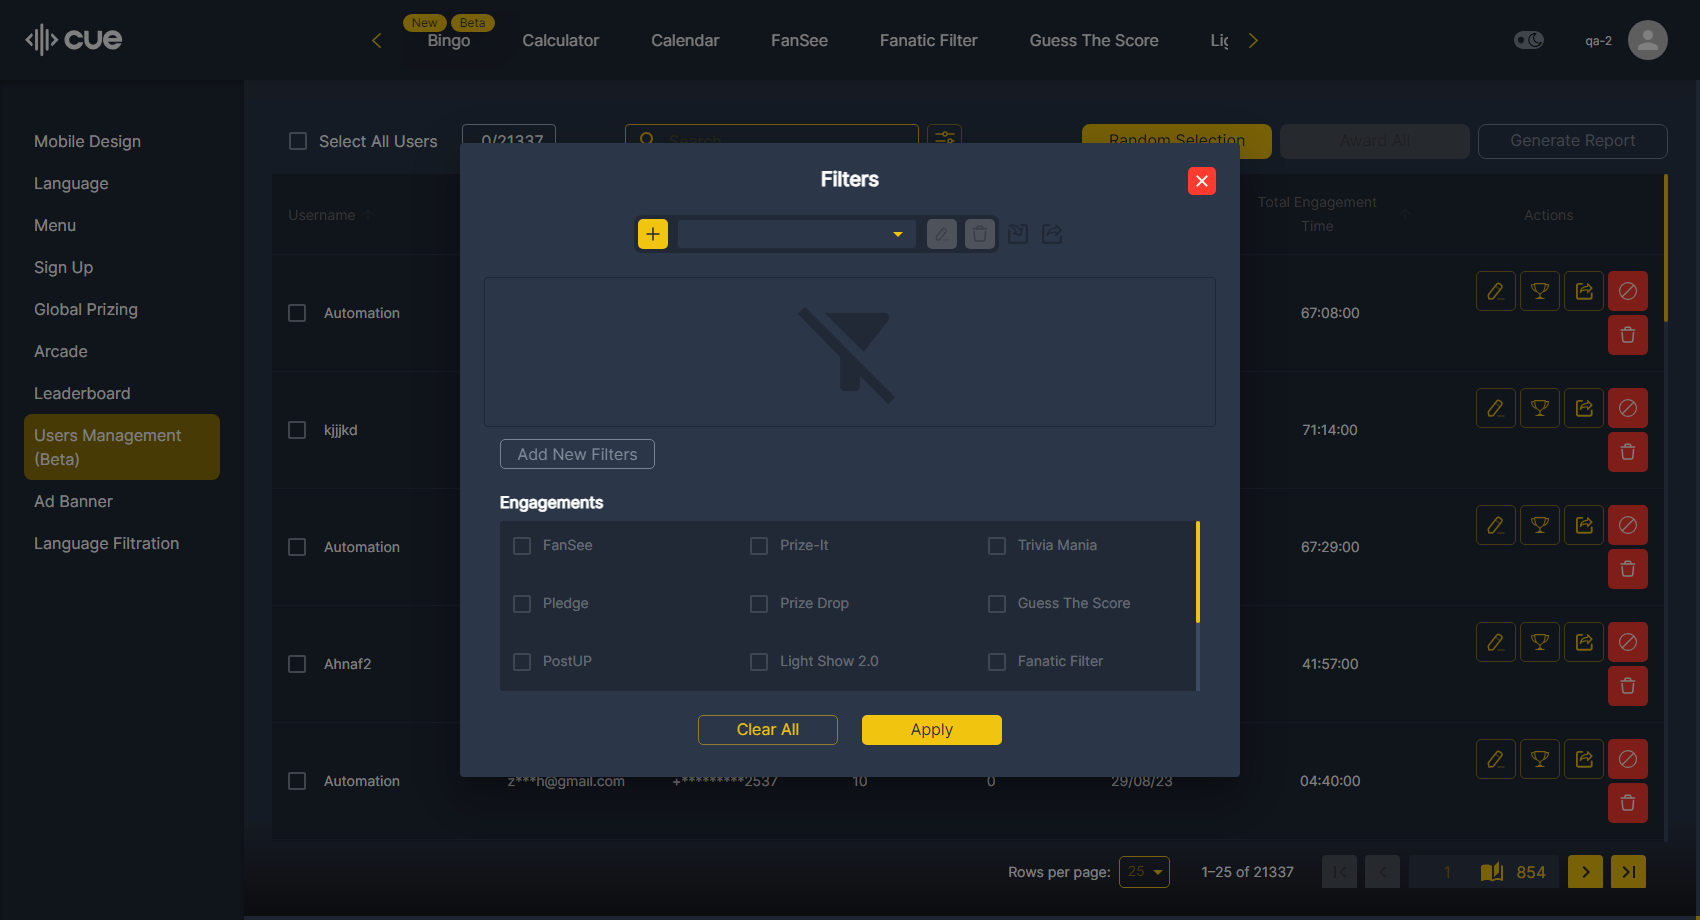 cue
New
Beta
Bingo
Calculator
Calendar
FanSee
Fanatic Filter
Guess The Score
Lig
qa-2
Mobile Design
Language
Menu
Sign Up
Global Prizing
Arcade
Leaderboard
Users Management
(Beta)
Ad Banner
Language Filtration
Select All Users
0/21337
Search
Random Selection
Award All
Generate Report
Username
Total Engagement
Time
Actions
Automation
67:08:00
kjjjkd
71:14:00
Automation
67:29:00
Ahnaf2
41:57:00
Automation
z***h@gmail.com
+*********2537
10
0
29/08/23
04:40:00
Filters
Add New Filters
Engagements
FanSee
Prize-It
Trivia Mania
Pledge
Prize Drop
Guess The Score
PostUP
Light Show 2.0
Fanatic Filter
Clear All
Apply
Rows per page:
25
1–25 of 21337
1
854